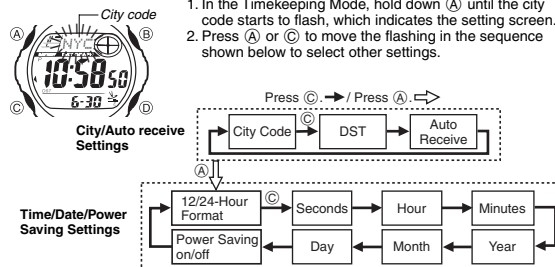 City code
1. In the Timekeeping Mode, hold down Ⓐ until the city
code starts to flash, which indicates the setting screen.
2. Press Ⓐ or Ⓒ to move the flashing in the sequence
shown below to select other settings.
Ⓐ
Ⓑ
NYC
P
10:58 50
DST
6-30
Ⓒ
Ⓓ
Press Ⓒ. → / Press Ⓐ. ⇨
City/Auto receive
Settings
City Code
Ⓒ
DST
Auto
Receive
Ⓐ
Time/Date/Power
Saving Settings
12/24-Hour
Format
Ⓒ
Seconds
Hour
Minutes
Power Saving
on/off
Day
Month
Year